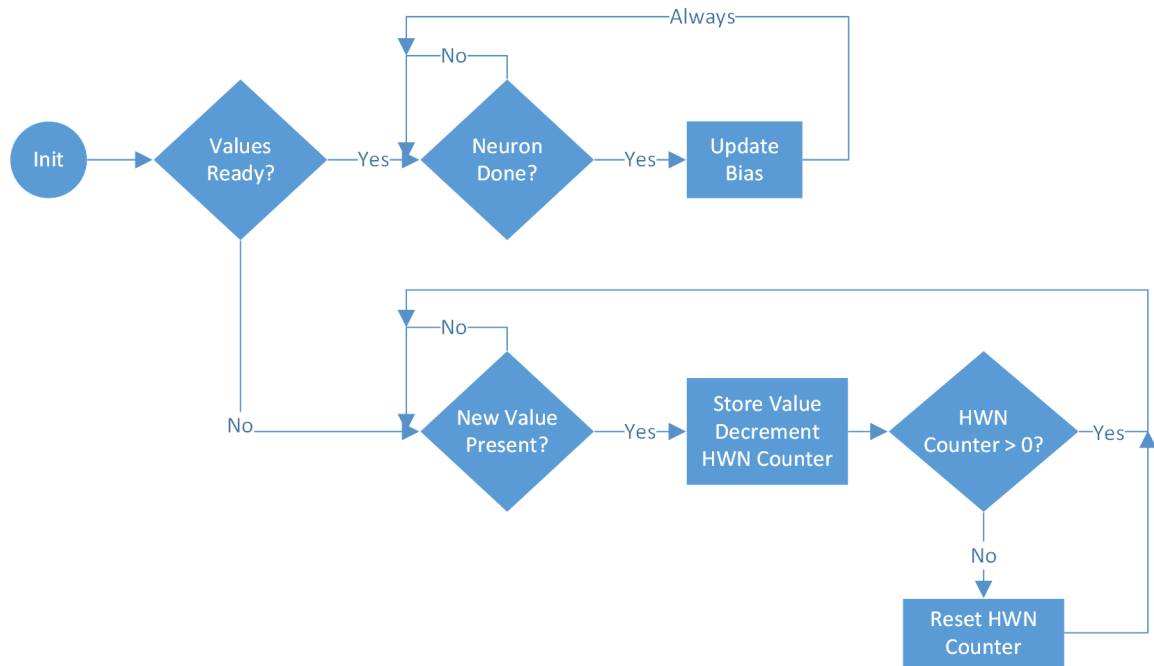 Always
No
Init
Values
Ready?
Yes
Neuron
Done?
Yes
Update
Bias
No
No
New Value
Present?
Yes
Store Value
Decrement
HWN Counter
HWN
Counter > 0?
Yes
No
Reset HWN
Counter